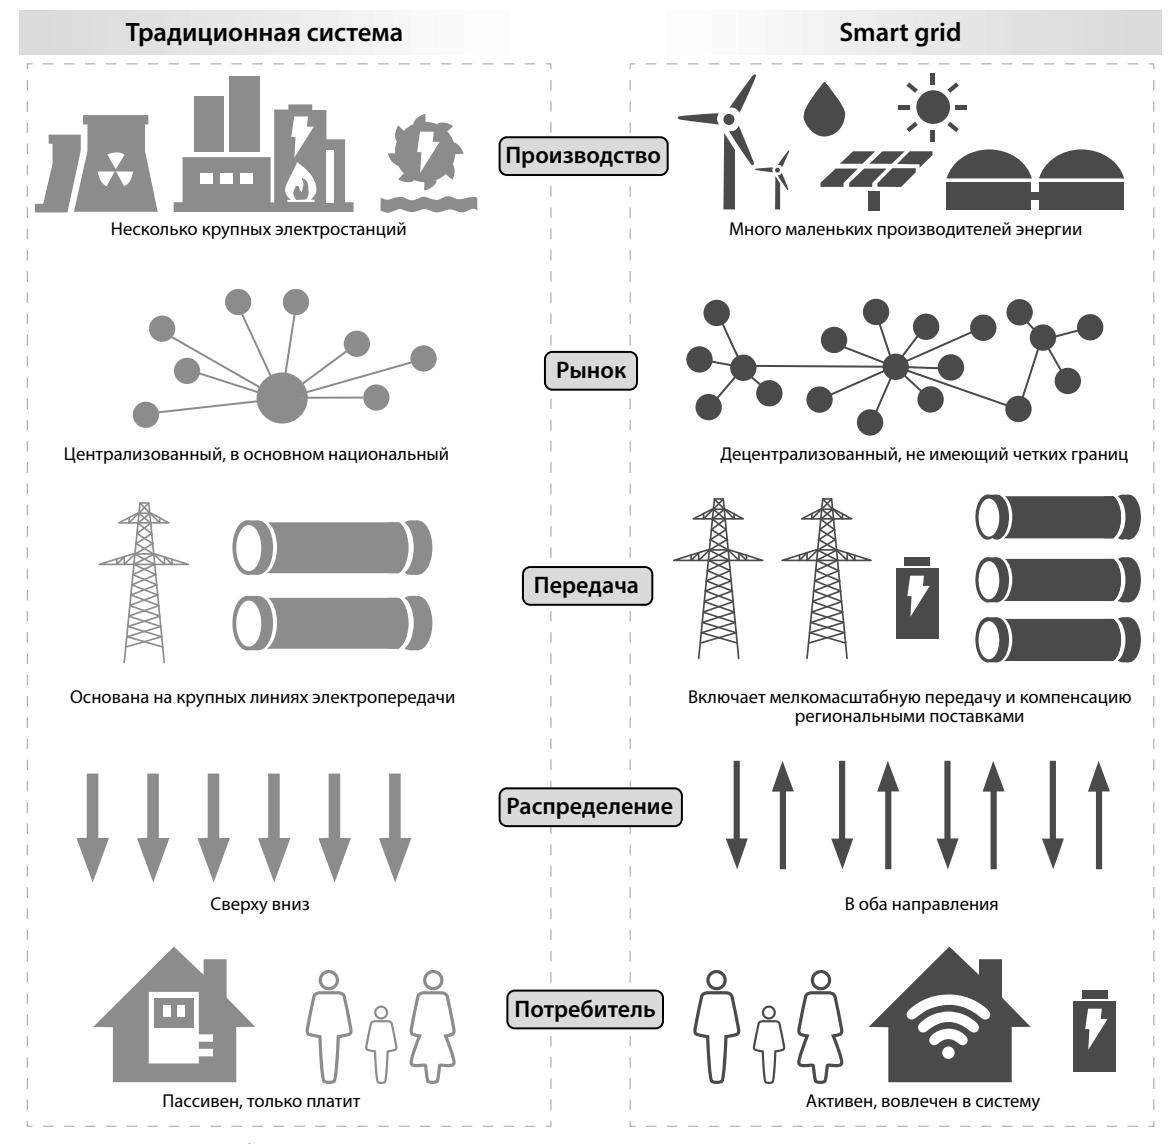 Традиционная система
Smart grid
Производство
Несколько крупных электростанций
Много маленьких производителей энергии
Рынок
Централизованный, в основном национальный
Децентрализованный, не имеющий четких границ
Передача
Основана на крупных линиях электропередачи
Включает мелкомасштабную передачу и компенсацию
региональными поставками
Распределение
Сверху вниз
В оба направления
Потребитель
Пассивен, только платит
Активен, вовлечен в систему